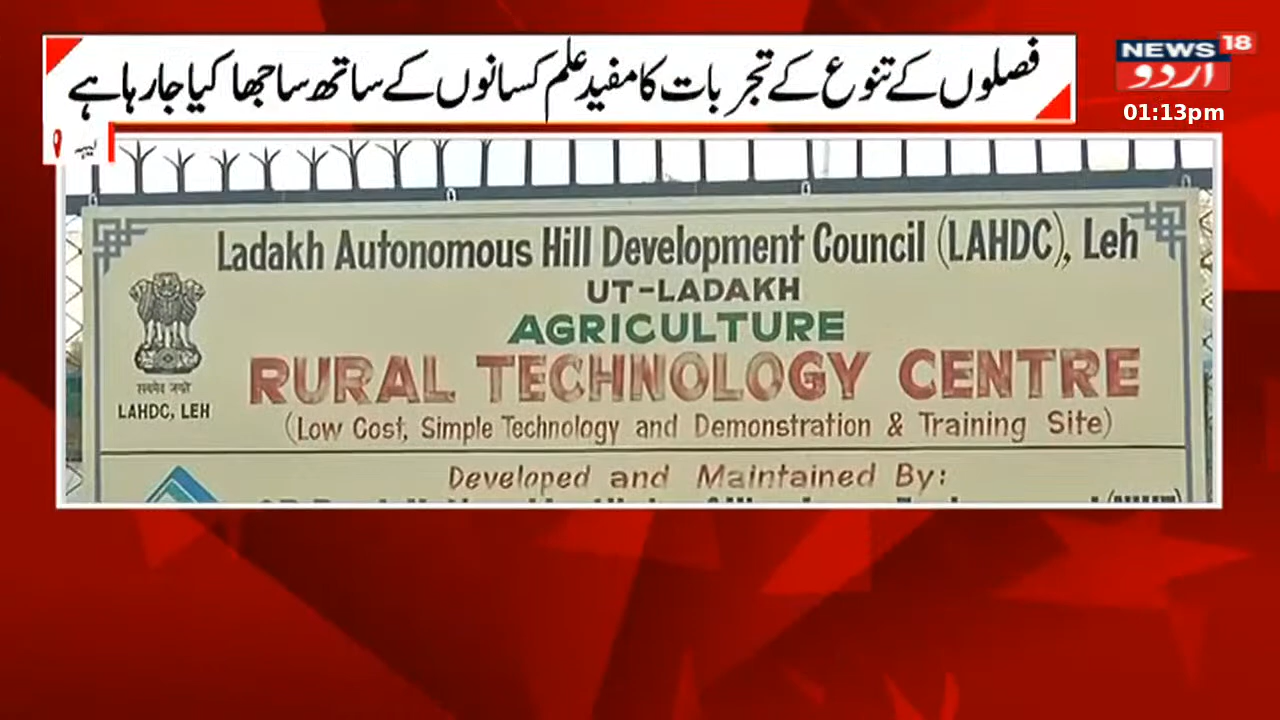 فصلوں کے تنوع کے تجربات کا مفید علم کسانوں کے ساتھ ساجھا کیا جارہا ہے
NEWS 18
اردو
01:13pm
Ladakh Autonomous Hill Development Council (LAHDC), Leh
UT-LADAKH
AGRICULTURE
RURAL TECHNOLOGY CENTRE
सत्यमेव जयते
LAHDC, LEH
(Low Cost, Simple Technology and Demonstration & Training Site)
Developed and Maintained By: